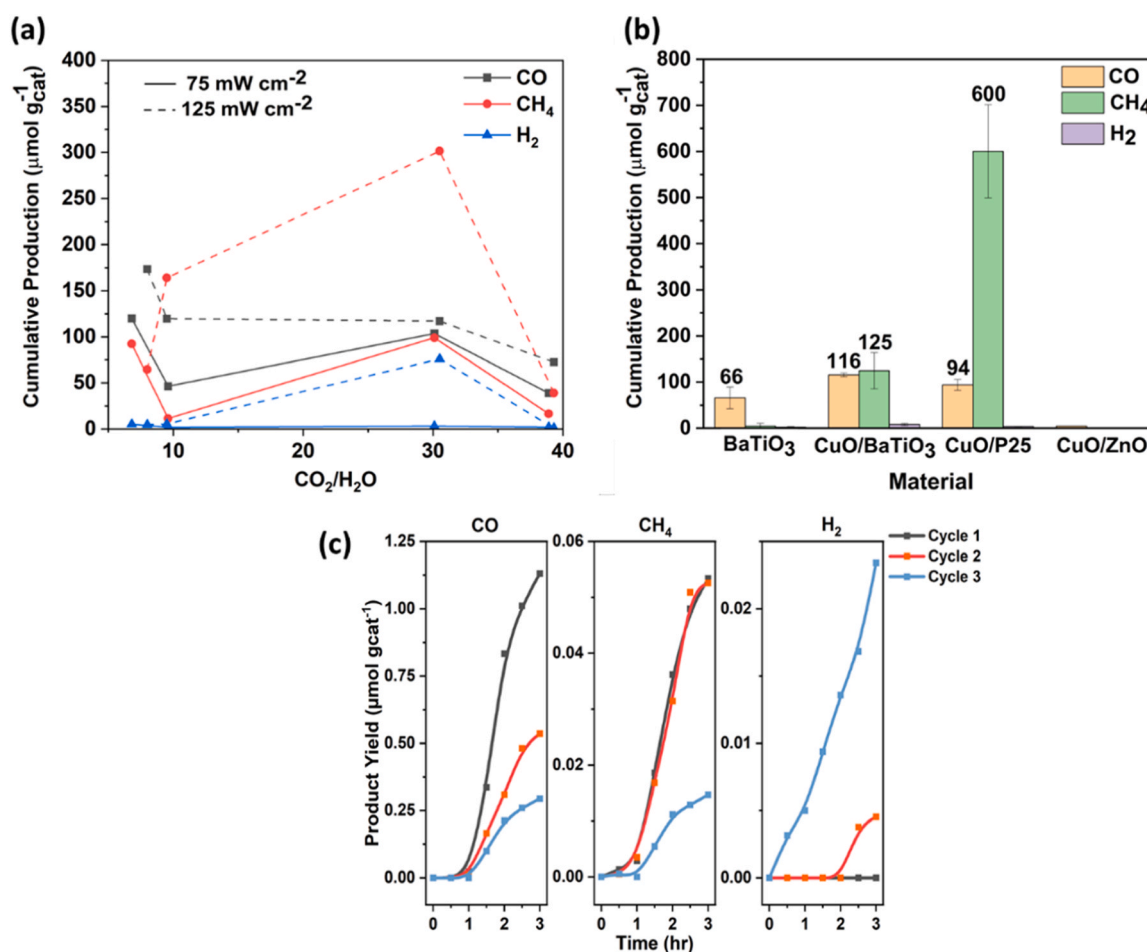 (a)
400
350
300
250
200
150
100
50
0
Cumulative Production (μmol g⁻¹cat)
75 mW cm⁻²
125 mW cm⁻²
CO
CH₄
H₂
10
20
30
40
CO₂/H₂O
(b)
800
700
600
500
400
300
200
100
0
Cumulative Production (μmol g⁻¹cat)
CO
CH₄
H₂
66
116
125
94
600
BaTiO₃
CuO/BaTiO₃
CuO/P25
CuO/ZnO
Material
(c)
CO
CH₄
H₂
Cycle 1
Cycle 2
Cycle 3
Product Yield (μmol gcat⁻¹)
1.25
1.00
0.75
0.50
0.25
0.00
0.06
0.04
0.02
0.00
0.02
0.01
0.00
0 1 2 3
0 1 2 3
0 1 2 3
Time (hr)